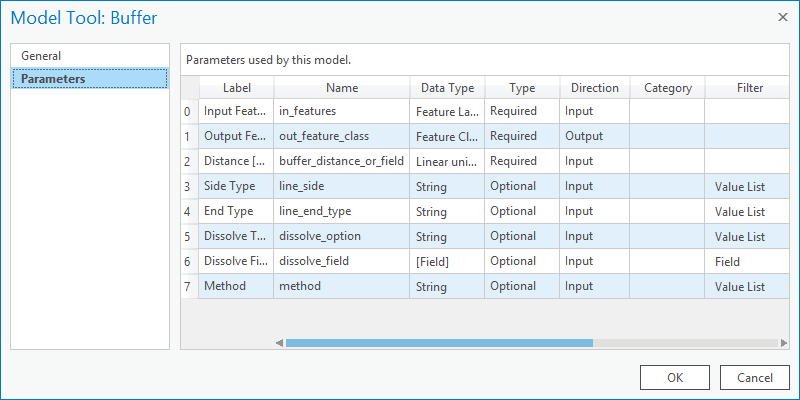 Model Tool: Buffer
General
Parameters
Parameters used by this model.
Label Name Data Type Type Direction Category Filter
0 Input Feat... in_features Feature La... Required Input
1 Output Fe... out_feature_class Feature Cl... Required Output
2 Distance [... buffer_distance_or_field Linear uni... Required Input
3 Side Type line_side String Optional Input Value List
4 End Type line_end_type String Optional Input Value List
5 Dissolve T... dissolve_option String Optional Input Value List
6 Dissolve Fi... dissolve_field [Field] Optional Input Field
7 Method method String Optional Input Value List
OK Cancel